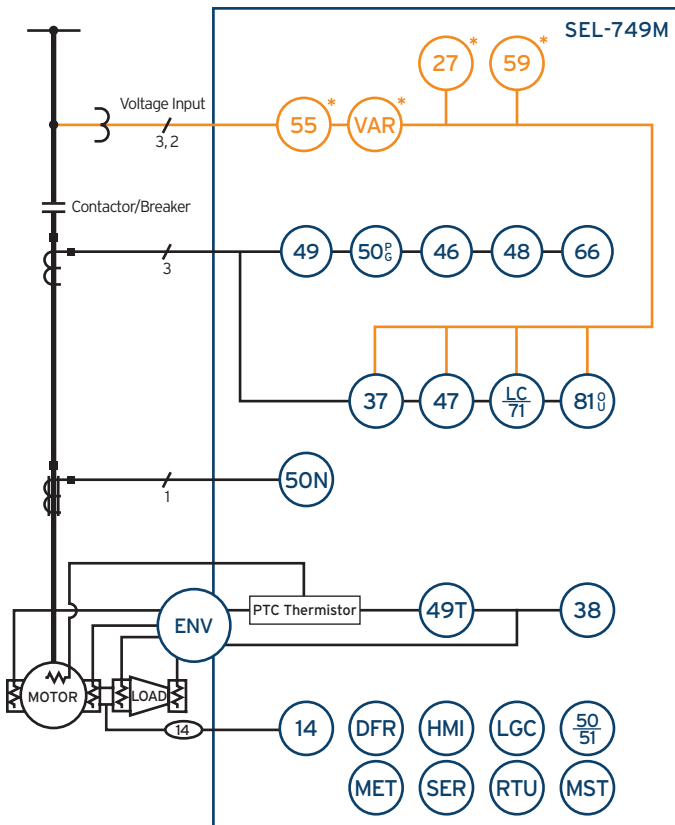 SEL-749M
27*
59*
Voltage Input
55*
VAR*
3, 2
Contactor/Breaker
49
50 P G
46
48
66
3
37
47
LC
71
81 O U
50N
1
ENV
PTC Thermistor
49T
38
MOTOR
LOAD
14
14
DFR
HMI
LGC
50
51
MET
SER
RTU
MST